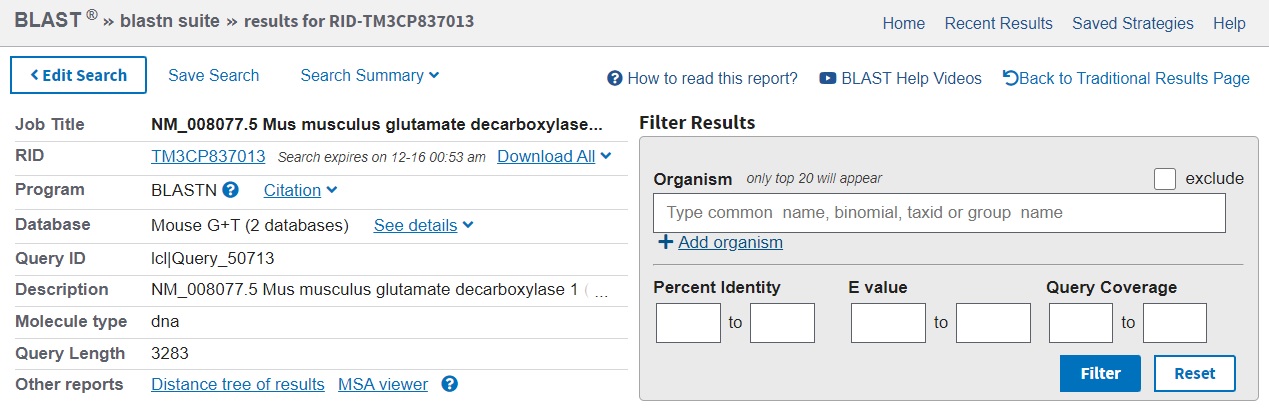 BLAST ® » blastn suite » results for RID-TM3CP837013
Home Recent Results Saved Strategies Help
Edit Search Save Search Search Summary
How to read this report? BLAST Help Videos Back to Traditional Results Page
Job Title NM_008077.5 Mus musculus glutamate decarboxylase...
RID TM3CP837013 Search expires on 12-16 00:53 am Download All
Program BLASTN ? Citation
Database Mouse G+T (2 databases) See details
Query ID lcl|Query_50713
Description NM_008077.5 Mus musculus glutamate decarboxylase 1 ( ...
Molecule type dna
Query Length 3283
Other reports Distance tree of results MSA viewer ?
Filter Results
Organism only top 20 will appear exclude
Type common name, binomial, taxid or group name
+ Add organism
Percent Identity E value Query Coverage
to to to
Filter Reset